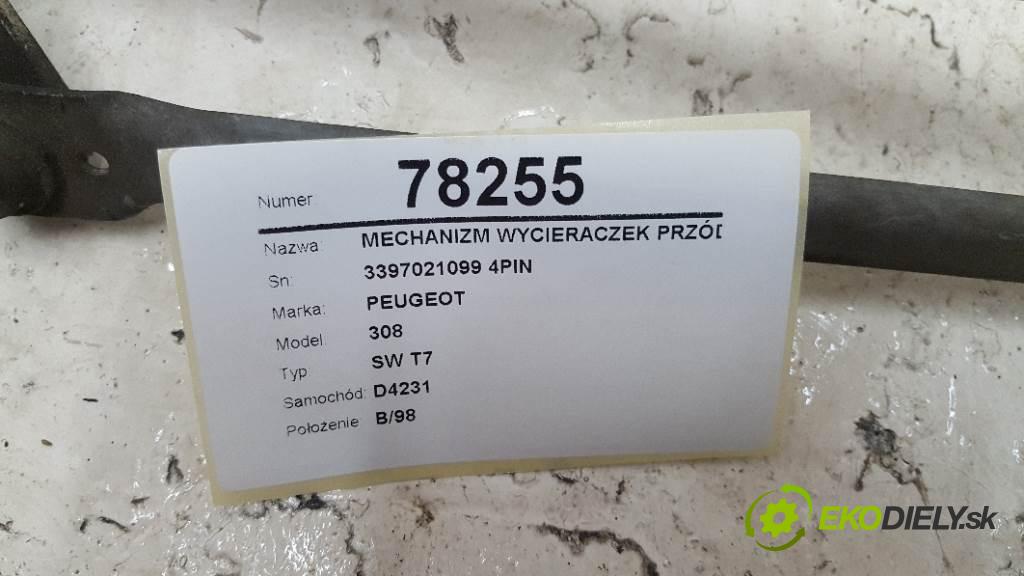 Numer: 78255
Nazwa: MECHANIZM WYCIERACZEK PRZÓD
Sn: 3397021099 4PIN
Marka: PEUGEOT
Model: 308
Typ: SW T7
Samochód: D4231
Położenie: B/98
EKODIELY.sk